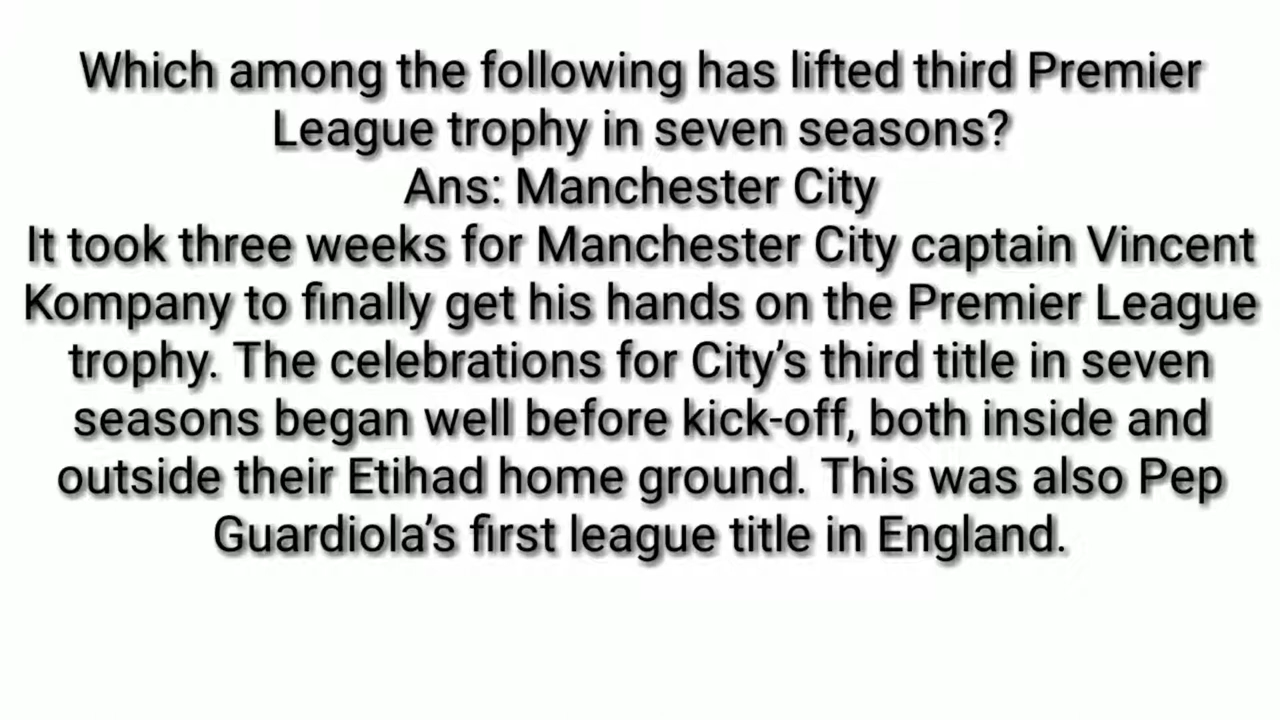 Which among the following has lifted third Premier
League trophy in seven seasons?
Ans: Manchester City
It took three weeks for Manchester City captain Vincent
Kompany to finally get his hands on the Premier League
trophy. The celebrations for City’s third title in seven
seasons began well before kick-off, both inside and
outside their Etihad home ground. This was also Pep
Guardiola’s first league title in England.